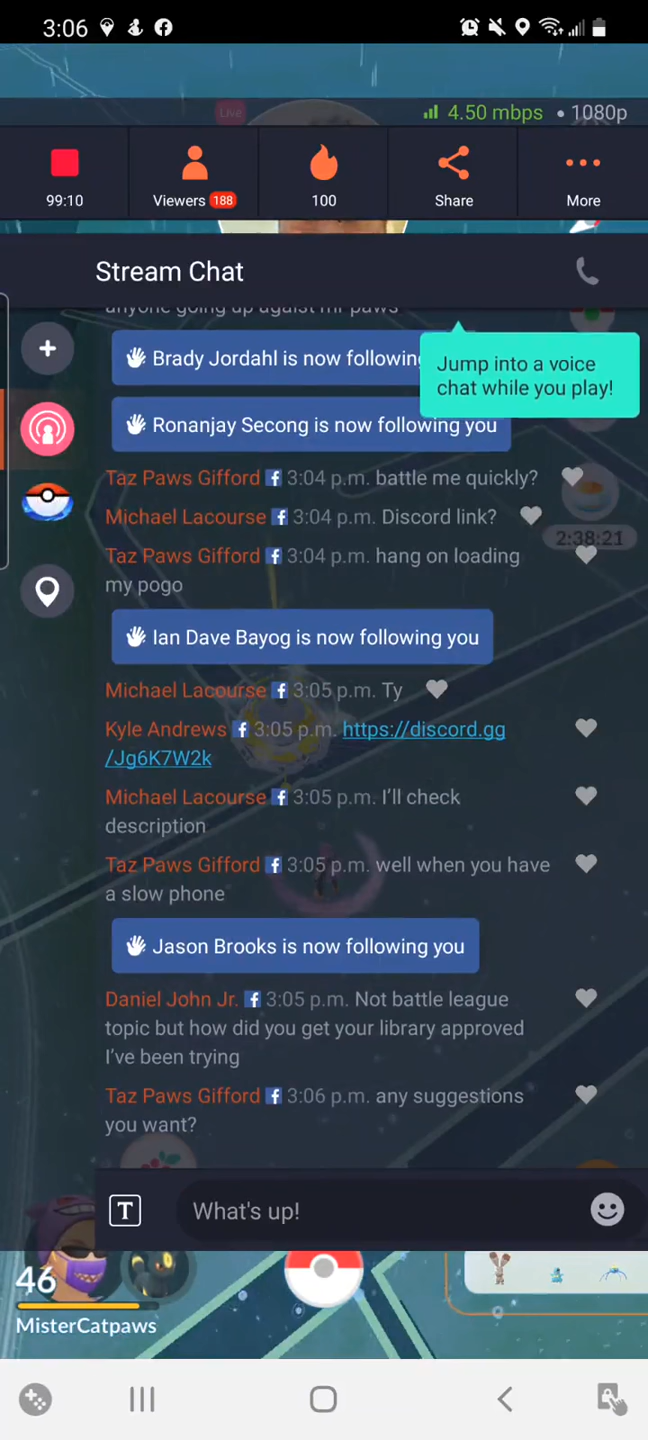 3:06
Live
4.50 mbps • 1080p
99:10
Viewers 188
100
Share
More
Stream Chat
anyone going up agaist mr paws
Brady Jordahl is now following
Jump into a voice
chat while you play!
Ronanjay Secong is now following you
Taz Paws Gifford 3:04 p.m. battle me quickly?
Michael Lacourse 3:04 p.m. Discord link?
2:38:21
Taz Paws Gifford 3:04 p.m. hang on loading
my pogo
Ian Dave Bayog is now following you
Michael Lacourse 3:05 p.m. Ty
Kyle Andrews 3:05 p.m. https://discord.gg
/Jg6K7W2k
Michael Lacourse 3:05 p.m. I'll check
description
Taz Paws Gifford 3:05 p.m. well when you have
a slow phone
Jason Brooks is now following you
Daniel John Jr. 3:05 p.m. Not battle league
topic but how did you get your library approved
I've been trying
Taz Paws Gifford 3:06 p.m. any suggestions
you want?
T
What's up!
46
MisterCatpaws